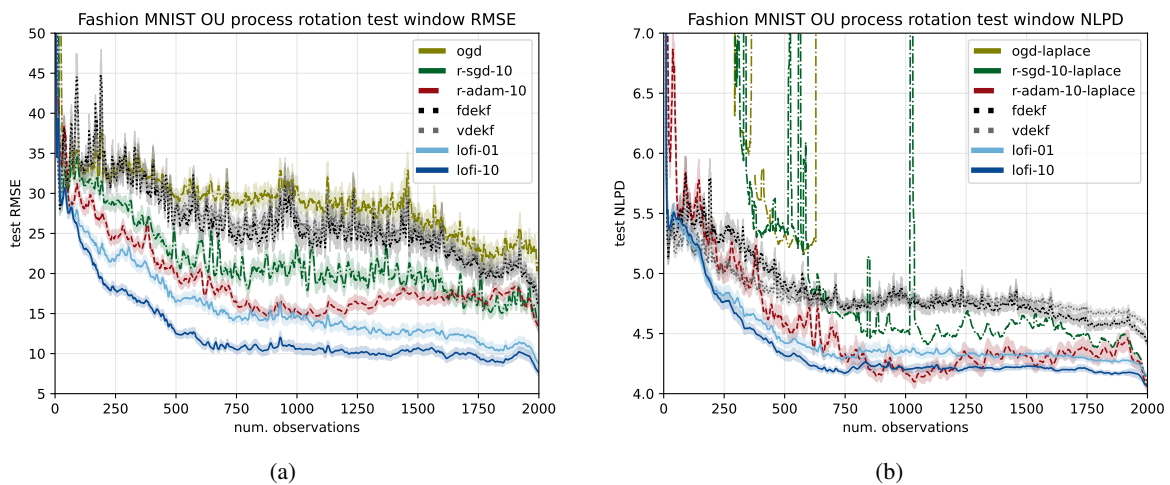 Fashion MNIST OU process rotation test window RMSE
50
45
40
35
30
25
20
15
10
5
test RMSE
0 250 500 750 1000 1250 1500 1750 2000
num. observations
ogd
r-sgd-10
r-adam-10
fdekf
vdekf
lofi-01
lofi-10
(a)
Fashion MNIST OU process rotation test window NLPD
7.0
6.5
6.0
5.5
5.0
4.5
4.0
test NLPD
0 250 500 750 1000 1250 1500 1750 2000
num. observations
ogd-laplace
r-sgd-10-laplace
r-adam-10-laplace
fdekf
vdekf
lofi-01
lofi-10
(b)